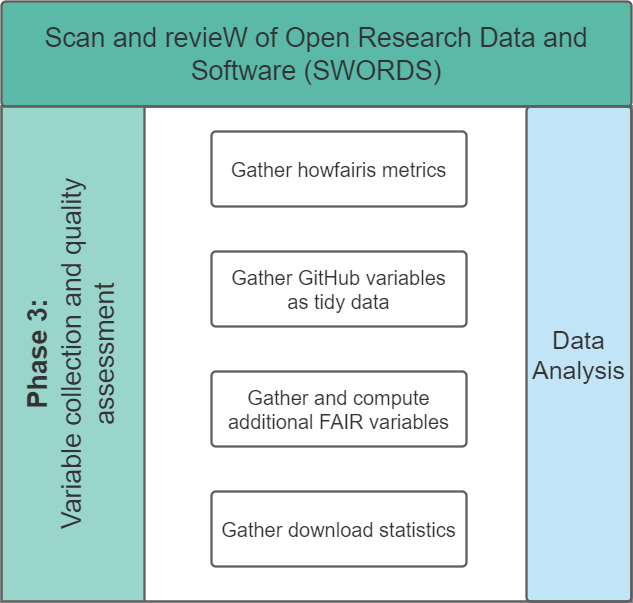 Scan and revieW of Open Research Data and
Software (SWORDS)
Phase 3:
Variable collection and quality
assessment
Gather howfairis metrics
Gather GitHub variables
as tidy data
Gather and compute
additional FAIR variables
Gather download statistics
Data
Analysis